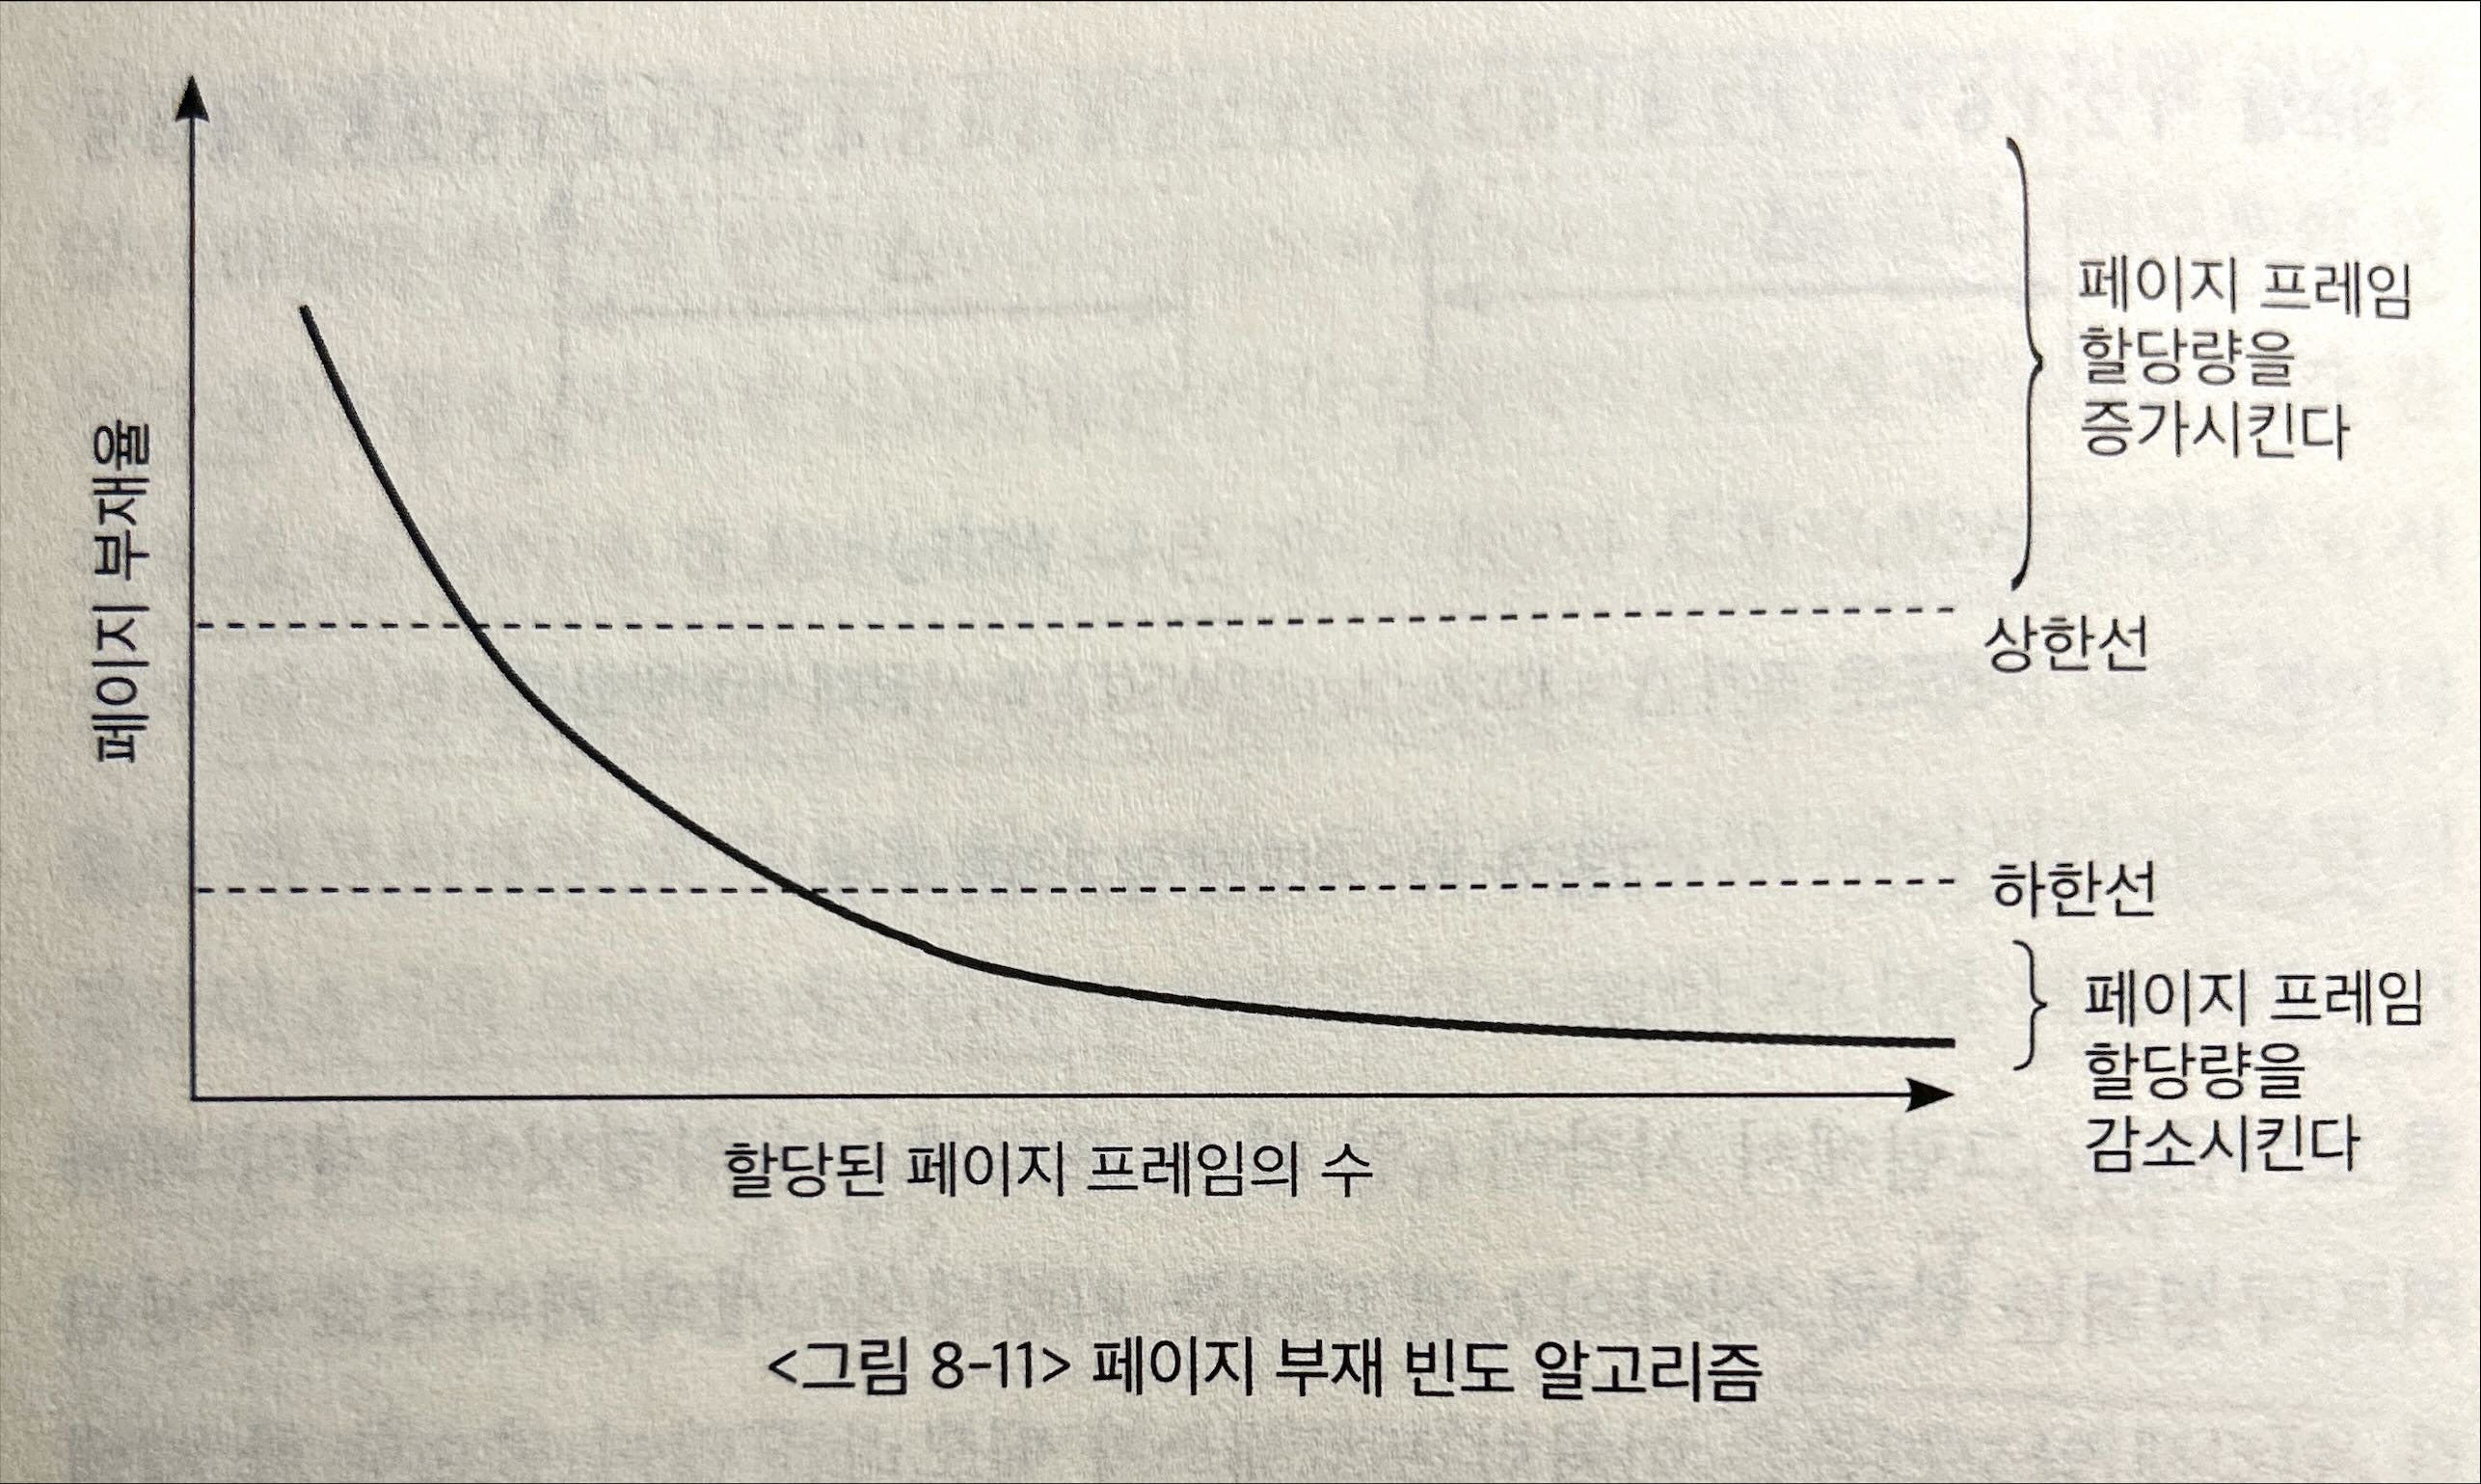 페이지 부재율
페이지 프레임
할당량을
증가시킨다
상한선
하한선
페이지 프레임
할당량을
감소시킨다
할당된 페이지 프레임의 수
<그림 8-11> 페이지 부재 빈도 알고리즘